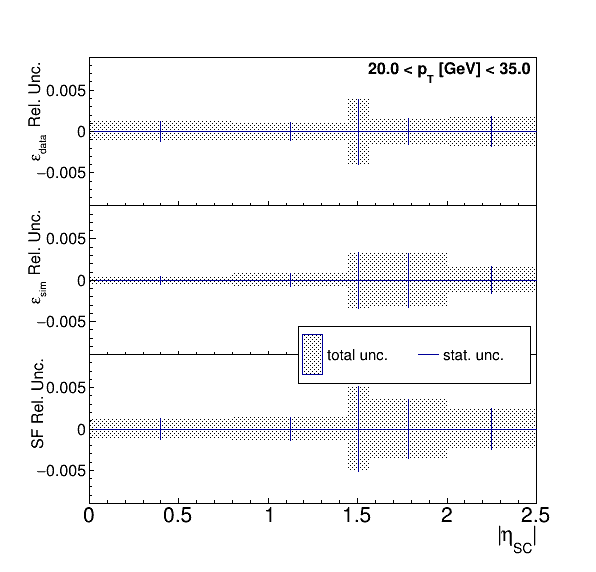 20.0 < p_T [GeV] < 35.0
ε_data Rel. Unc.
0.005
0
−0.005
ε_sim Rel. Unc.
0.005
0
−0.005
total unc. stat. unc.
SF Rel. Unc.
0.005
0
−0.005
0 0.5 1 1.5 2 2.5
|η_SC|